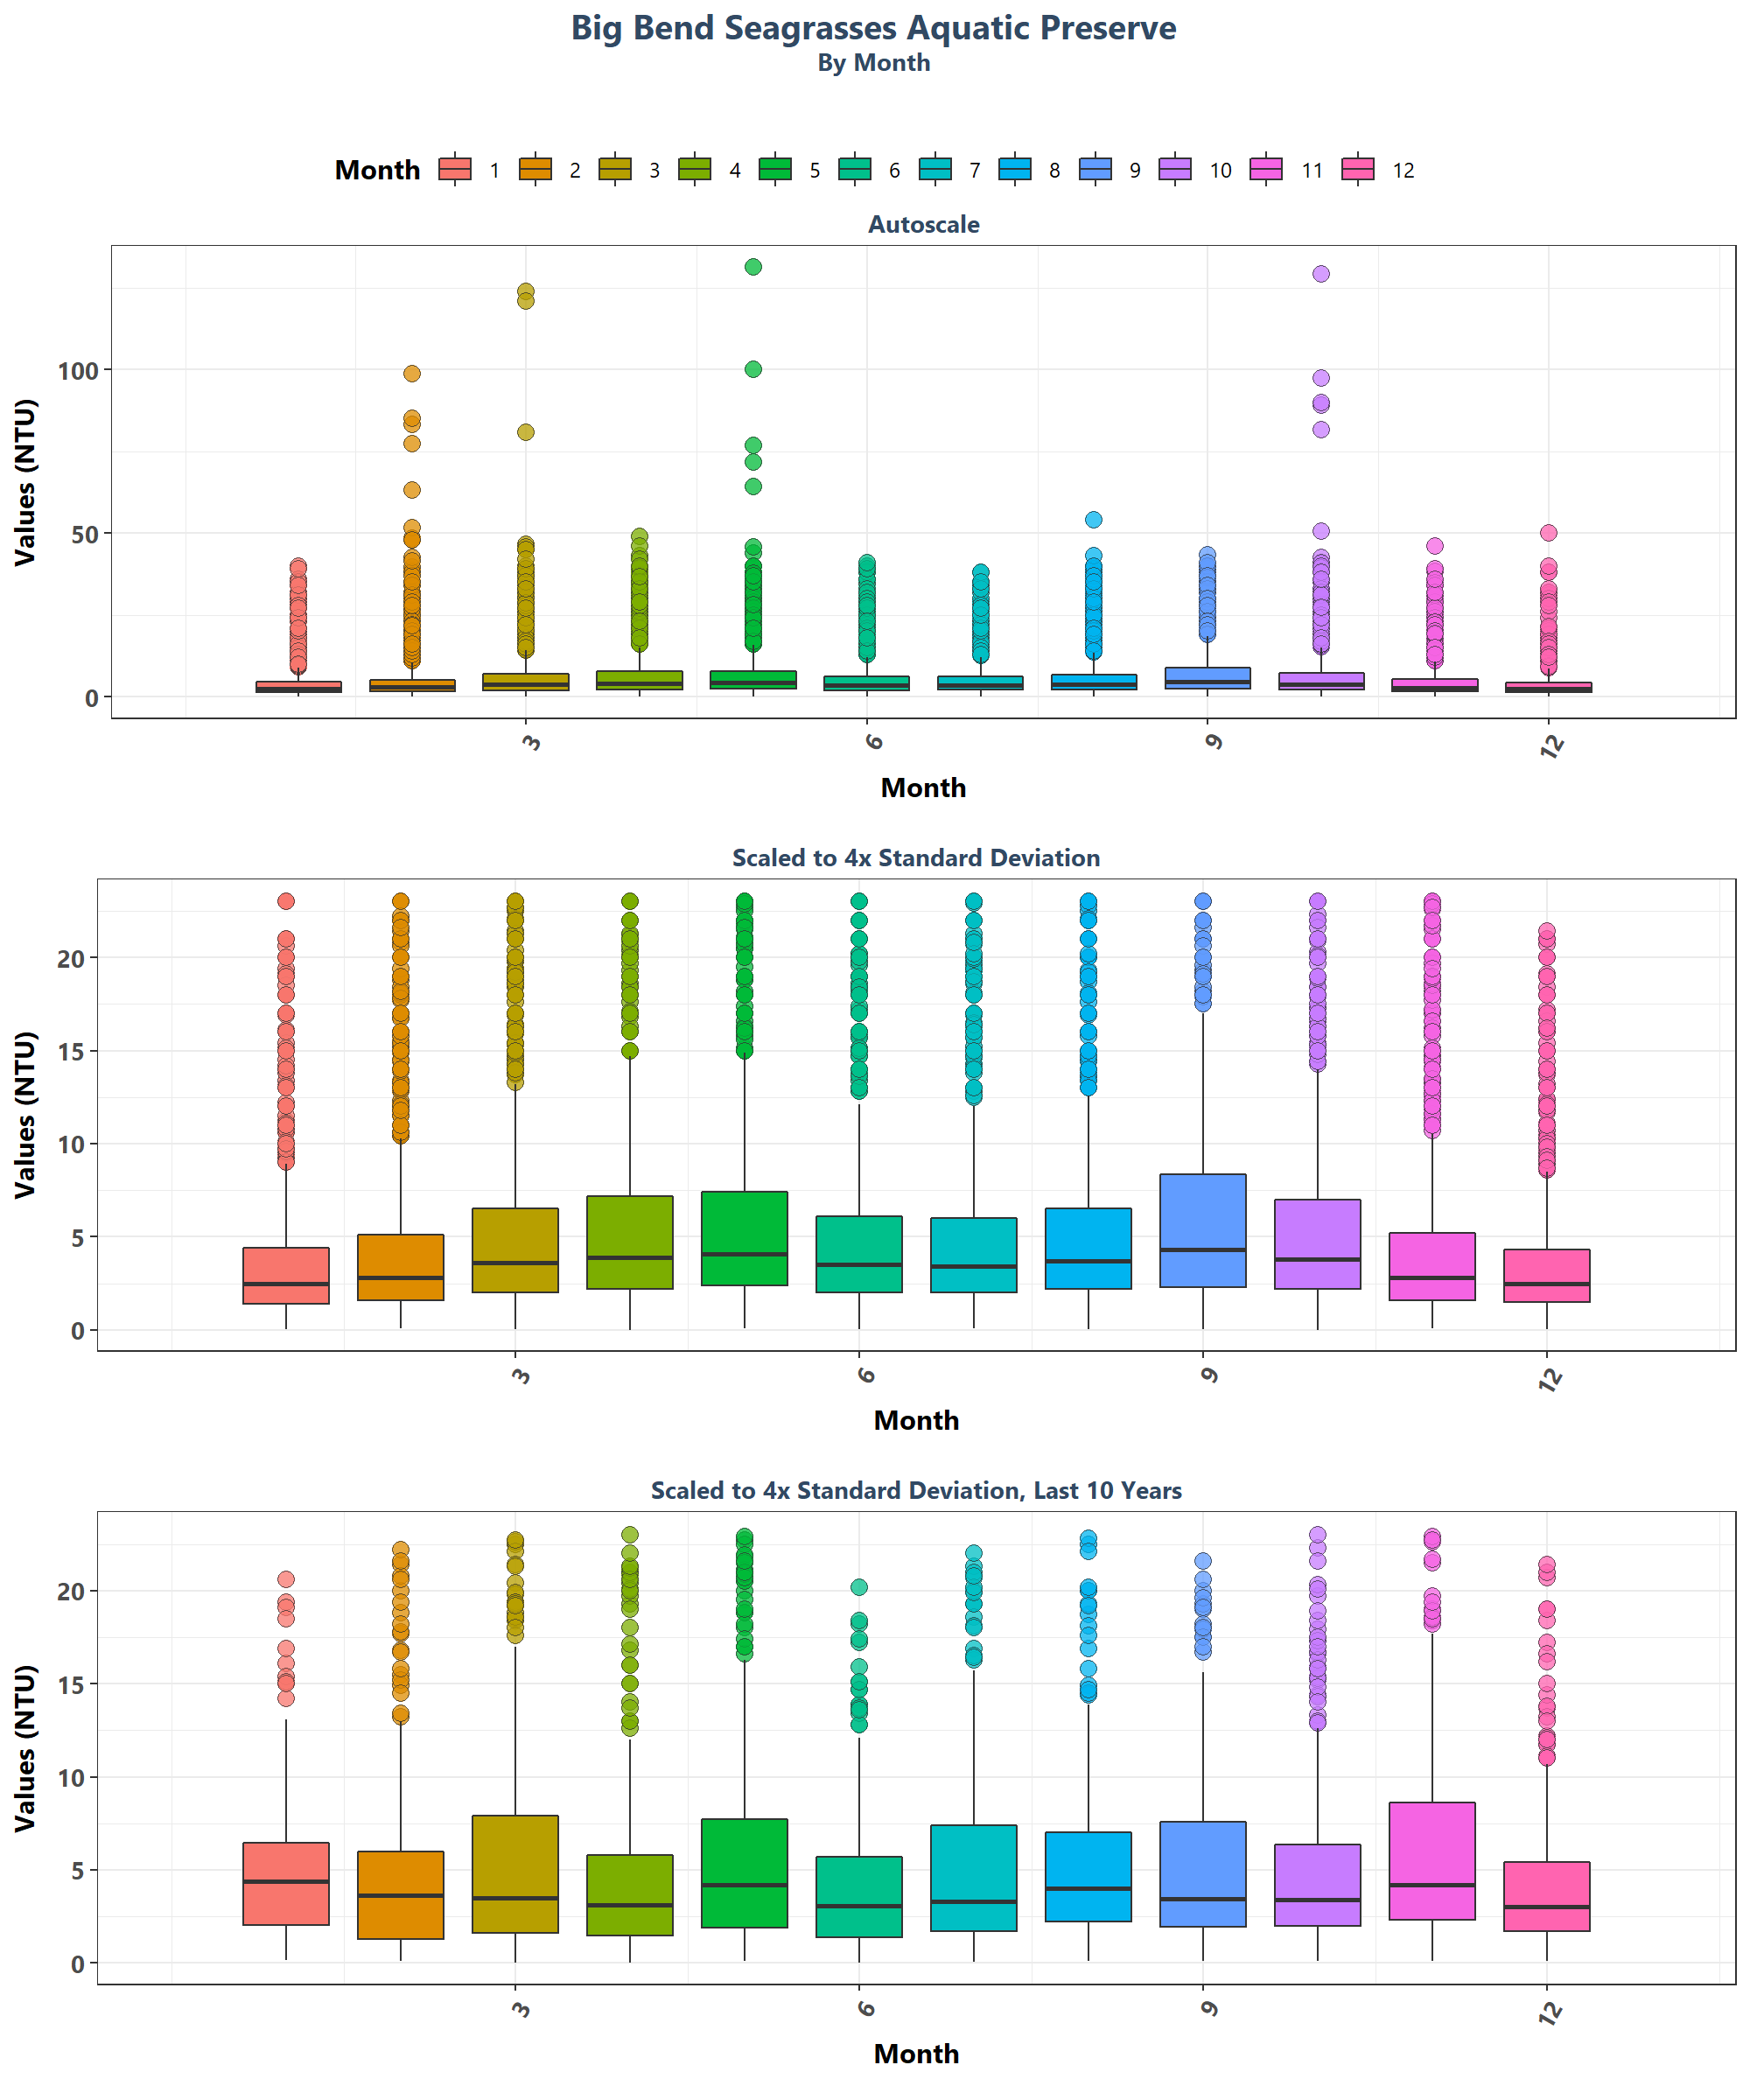 Big Bend Seagrasses Aquatic Preserve
By Month
Month 1 2 3 4 5 6 7 8 9 10 11 12
Autoscale
Values (NTU)
100
50
0
3 6 9 12
Month
Scaled to 4x Standard Deviation
Values (NTU)
20
15
10
5
0
3 6 9 12
Month
Scaled to 4x Standard Deviation, Last 10 Years
Values (NTU)
20
15
10
5
0
3 6 9 12
Month